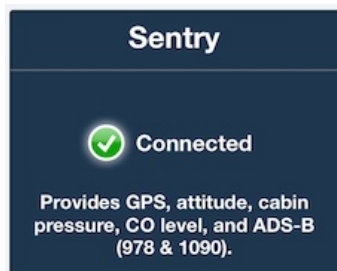 Sentry
Connected
Provides GPS, attitude, cabin
pressure, CO level, and ADS-B
(978 & 1090).